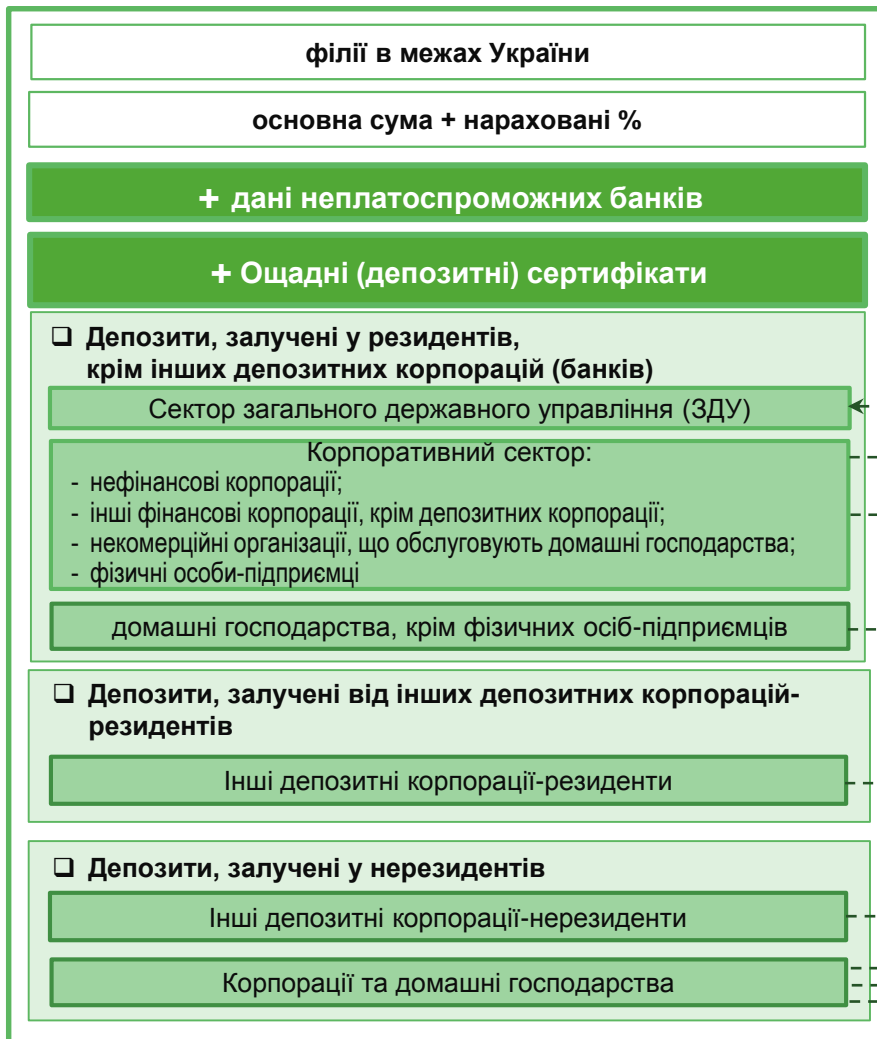 філії в межах України
основна сума + нараховані %
+ дані неплатоспроможних банків
+ Ощадні (депозитні) сертифікати
❑ Депозити, залучені у резидентів,
крім інших депозитних корпорацій (банків)
Сектор загального державного управління (ЗДУ)
Корпоративний сектор:
- нефінансові корпорації;
- інші фінансові корпорації, крім депозитних корпорації;
- некомерційні організації, що обслуговують домашні господарства;
- фізичні особи-підприємці
домашні господарства, крім фізичних осіб-підприємців
❑ Депозити, залучені від інших депозитних корпорацій-
резидентів
Інші депозитні корпорації-резиденти
❑ Депозити, залучені у нерезидентів
Інші депозитні корпорації-нерезиденти
Корпорації та домашні господарства